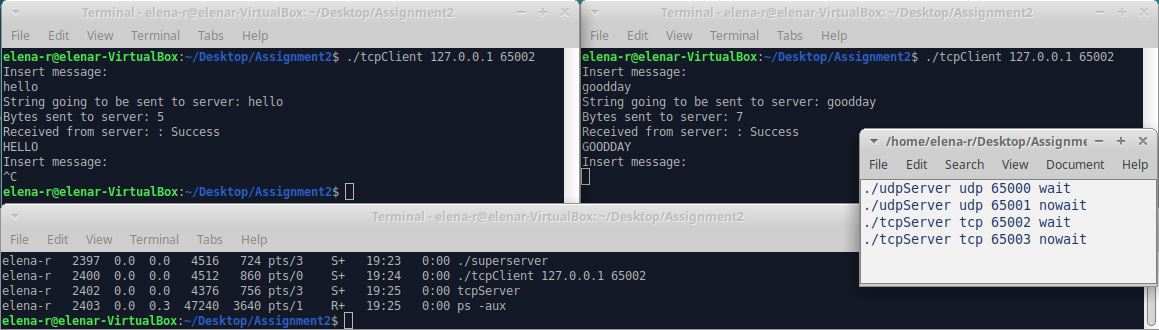 Terminal - elena-r@elenar-VirtualBox: ~/Desktop/Assignment2
File Edit View Terminal Tabs Help
elena-r@elenar-VirtualBox:~/Desktop/Assignment2$ ./tcpClient 127.0.0.1 65002
Insert message:
hello
String going to be sent to server: hello
Bytes sent to server: 5
Received from server: : Success
HELLO
Insert message:
^C
elena-r@elenar-VirtualBox:~/Desktop/Assignment2$
Terminal - elena-r@elenar-VirtualBox: ~/Desktop/Assignment2
File Edit View Terminal Tabs Help
elena-r@elenar-VirtualBox:~/Desktop/Assignment2$ ./tcpClient 127.0.0.1 65002
Insert message:
goodday
String going to be sent to server: goodday
Bytes sent to server: 7
Received from server: : Success
GOODDAY
Insert message:
/home/elena-r/Desktop/Assignme
File Edit Search View Document Help
./udpServer udp 65000 wait
./udpServer udp 65001 nowait
./tcpServer tcp 65002 wait
./tcpServer tcp 65003 nowait
Terminal - elena-r@elenar-VirtualBox: ~/Desktop/Assignment2
File Edit View Terminal Tabs Help
elena-r 2397 0.0 0.0 4516 724 pts/3 S+ 19:23 0:00 ./superserver
elena-r 2400 0.0 0.0 4512 860 pts/0 S+ 19:24 0:00 ./tcpClient 127.0.0.1 65002
elena-r 2402 0.0 0.0 4376 756 pts/3 S+ 19:25 0:00 tcpServer
elena-r 2403 0.0 0.3 47240 3640 pts/1 R+ 19:25 0:00 ps -aux
elena-r@elenar-VirtualBox:~/Desktop/Assignment2$